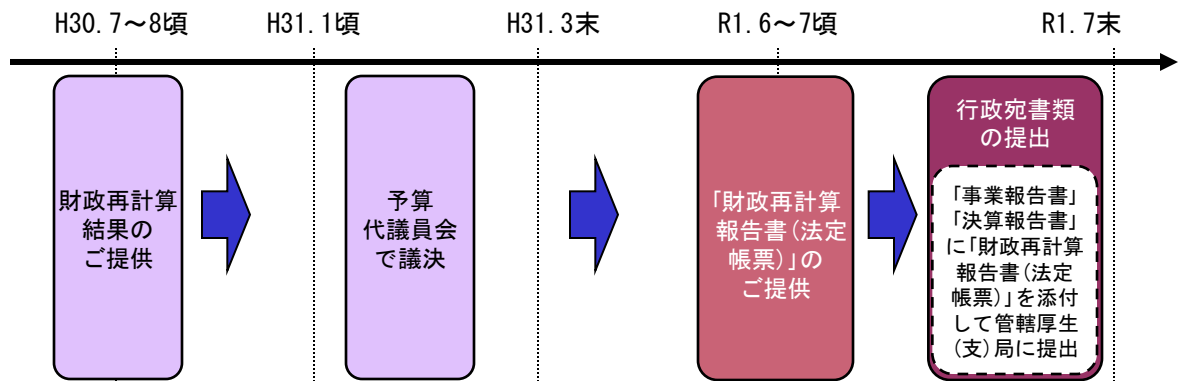 H30.7～8頃
H31.1頃
H31.3末
R1.6～7頃
R1.7末
財政再計算
結果の
ご提供
予算
代議員会
で議決
「財政再計算
報告書(法定
帳票)」の
ご提供
行政宛書類
の提出
「事業報告書」
「決算報告書」
に「財政再計算
報告書(法定
帳票)」を添付
して管轄厚生
(支)局に提出